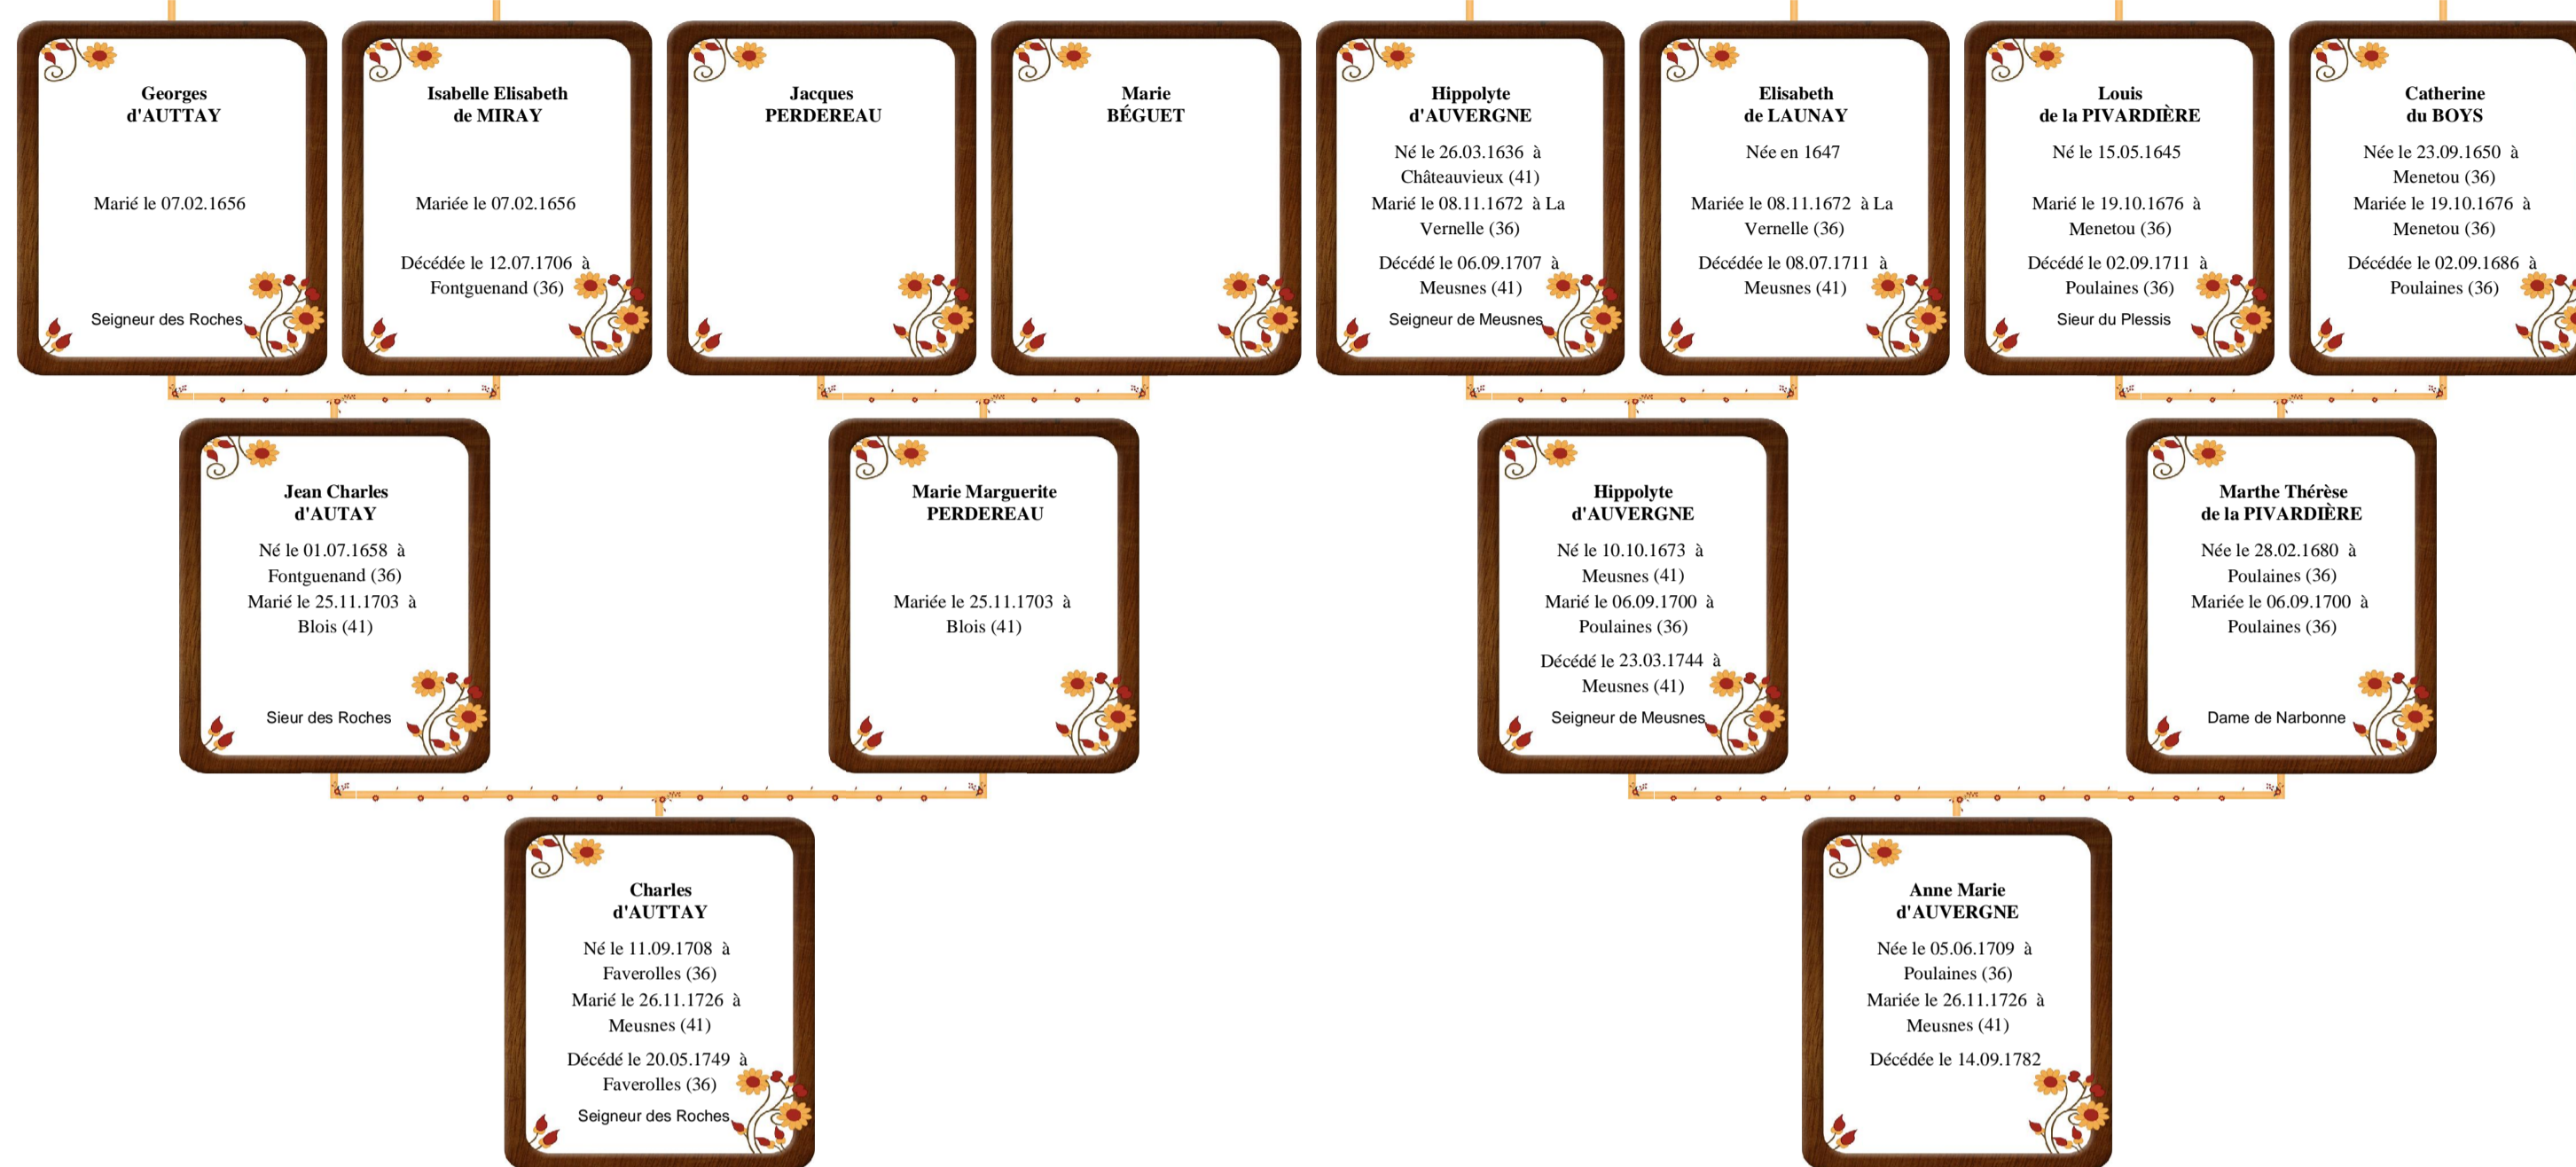 Georges
d'AUTTAY
Marié le 07.02.1656
Seigneur des Roches
Isabelle Elisabeth
de MIRAY
Mariée le 07.02.1656
Décédée le 12.07.1706 à
Fontguenand (36)
Jacques
PERDEREAU
Marie
BÉGUET
Hippolyte
d'AUVERGNE
Né le 26.03.1636 à
Châteauvieux (41)
Marié le 08.11.1672 à La
Vernelle (36)
Décédé le 06.09.1707 à
Meusnes (41)
Seigneur de Meusnes
Elisabeth
de LAUNAY
Née en 1647
Mariée le 08.11.1672 à La
Vernelle (36)
Décédée le 08.07.1711 à
Meusnes (41)
Louis
de la PIVARDIÈRE
Né le 15.05.1645
Marié le 19.10.1676 à
Menetou (36)
Décédé le 02.09.1711 à
Poulaines (36)
Sieur du Plessis
Catherine
du BOYS
Née le 23.09.1650 à
Menetou (36)
Mariée le 19.10.1676 à
Menetou (36)
Décédée le 02.09.1686 à
Poulaines (36)
Jean Charles
d'AUTAY
Né le 01.07.1658 à
Fontguenand (36)
Marié le 25.11.1703 à
Blois (41)
Sieur des Roches
Marie Marguerite
PERDEREAU
Mariée le 25.11.1703 à
Blois (41)
Hippolyte
d'AUVERGNE
Né le 10.10.1673 à
Meusnes (41)
Marié le 06.09.1700 à
Poulaines (36)
Décédé le 23.03.1744 à
Meusnes (41)
Seigneur de Meusnes
Marthe Thérèse
de la PIVARDIÈRE
Née le 28.02.1680 à
Poulaines (36)
Mariée le 06.09.1700 à
Poulaines (36)
Dame de Narbonne
Charles
d'AUTTAY
Né le 11.09.1708 à
Faverolles (36)
Marié le 26.11.1726 à
Meusnes (41)
Décédé le 20.05.1749 à
Faverolles (36)
Seigneur des Roches
Anne Marie
d'AUVERGNE
Née le 05.06.1709 à
Poulaines (36)
Mariée le 26.11.1726 à
Meusnes (41)
Décédée le 14.09.1782